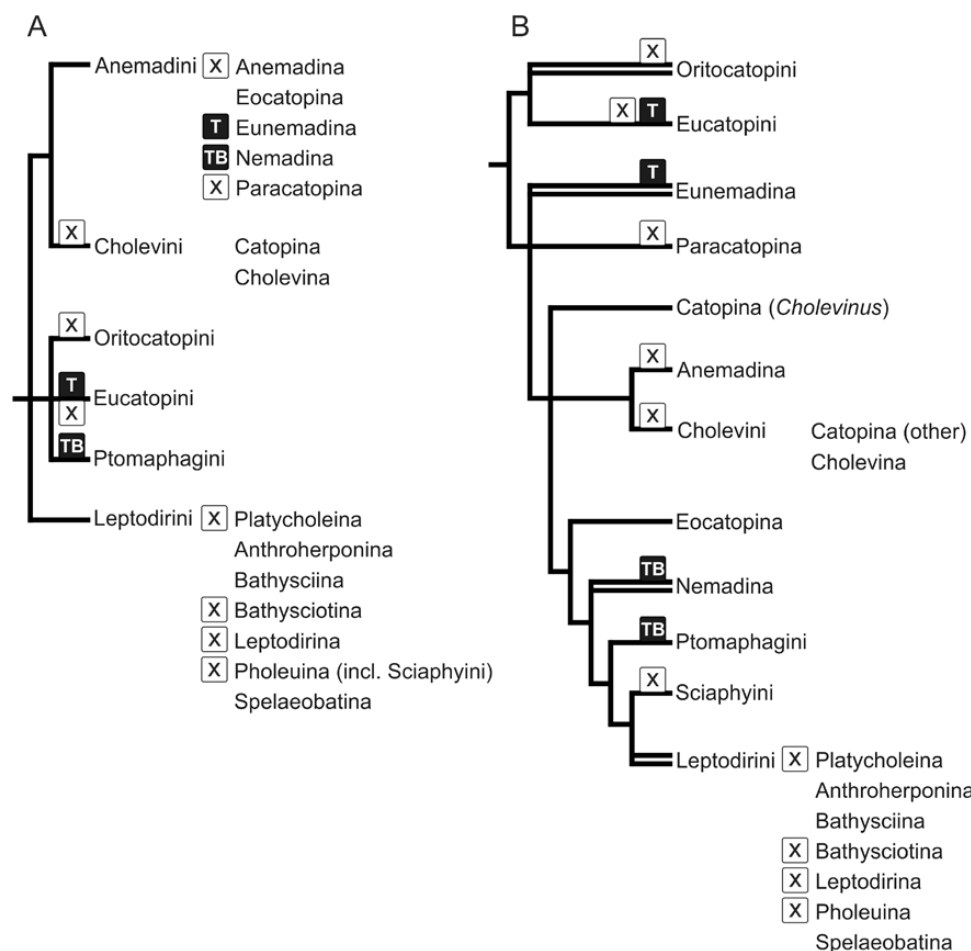 A
Anemadini X Anemadina
Eocatopina
T Eunemadina
TB Nemadina
X Paracatopina
X
Cholevini Catopina
Cholevina
X
Oritocatopini
T
Eucatopini
X
TB
Ptomaphagini
Leptodirini X Platycholeina
Anthroherponina
Bathysciina
X Bathysciotina
X Leptodirina
X Pholeuina (incl. Sciaphyini)
Spelaeobatina
B
X
Oritocatopini
X T
Eucatopini
T
Eunemadina
X
Paracatopina
Catopina (Cholevinus)
X
Anemadina
X
Cholevini Catopina (other)
Cholevina
Eocatopina
TB
Nemadina
TB
Ptomaphagini
X
Sciaphyini
Leptodirini X Platycholeina
Anthroherponina
Bathysciina
X Bathysciotina
X Leptodirina
X Pholeuina
Spelaeobatina